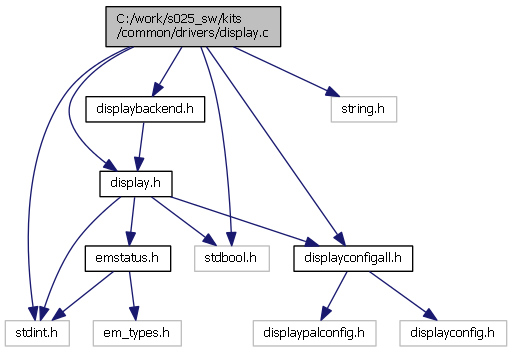 C:/work/s025_sw/kits
/common/drivers/display.c
displaybackend.h
string.h
display.h
emstatus.h
stdbool.h
displayconfigall.h
stdint.h
em_types.h
displaypalconfig.h
displayconfig.h